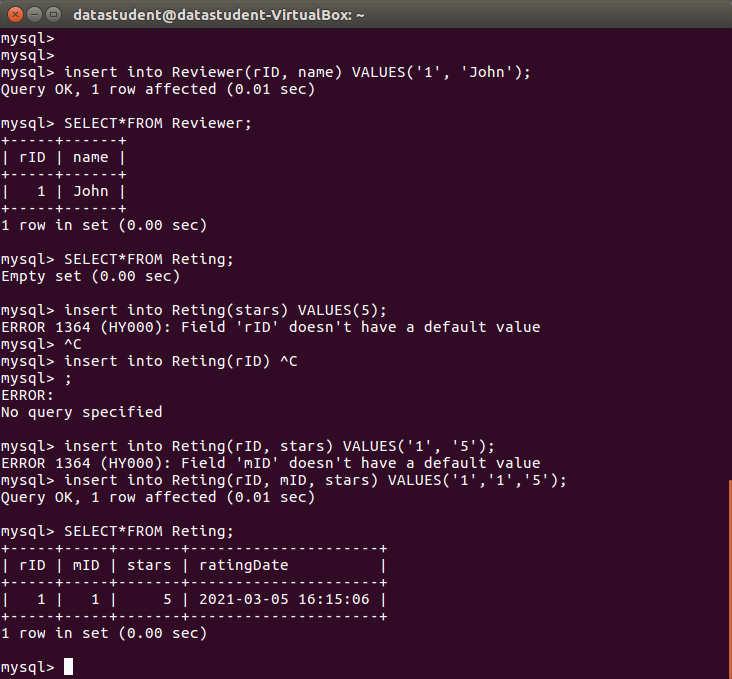 datastudent@datastudent-VirtualBox: ~
mysql>
mysql>
mysql> insert into Reviewer(rID, name) VALUES('1', 'John');
Query OK, 1 row affected (0.01 sec)

mysql> SELECT*FROM Reviewer;
+-----+------+
| rID | name |
+-----+------+
|   1 | John |
+-----+------+
1 row in set (0.00 sec)

mysql> SELECT*FROM Reting;
Empty set (0.00 sec)

mysql> insert into Reting(stars) VALUES(5);
ERROR 1364 (HY000): Field 'rID' doesn't have a default value
mysql> ^C
mysql> insert into Reting(rID) ^C
mysql> ;
ERROR:
No query specified

mysql> insert into Reting(rID, stars) VALUES('1', '5');
ERROR 1364 (HY000): Field 'mID' doesn't have a default value
mysql> insert into Reting(rID, mID, stars) VALUES('1','1','5');
Query OK, 1 row affected (0.01 sec)

mysql> SELECT*FROM Reting;
+-----+-----+-------+---------------------+
| rID | mID | stars | ratingDate          |
+-----+-----+-------+---------------------+
|   1 |   1 |     5 | 2021-03-05 16:15:06 |
+-----+-----+-------+---------------------+
1 row in set (0.00 sec)

mysql>